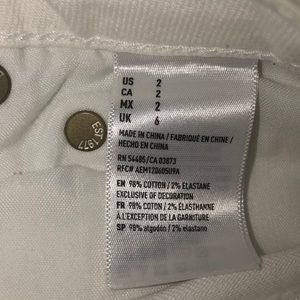 US 2
CA 2
MX 2
UK 6
MADE IN CHINA / FABRIQUÉ EN CHINE /
HECHO EN CHINA
RN 54485/CA 03873
RFC# AEM120605U9A
EN 98% COTTON / 2% ELASTANE
EXCLUSIVE OF DECORATION
FR 98% COTON / 2% ÉLASTHANNE
À L'EXCEPTION DE LA GARNITURE
SP 98% algodón / 2% elastano
EST. 1977